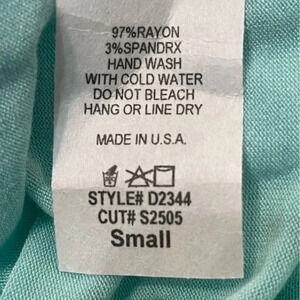 97%RAYON
3%SPANDRX
HAND WASH
WITH COLD WATER
DO NOT BLEACH
HANG OR LINE DRY
MADE IN U.S.A.
STYLE# D2344
CUT# S2505
Small